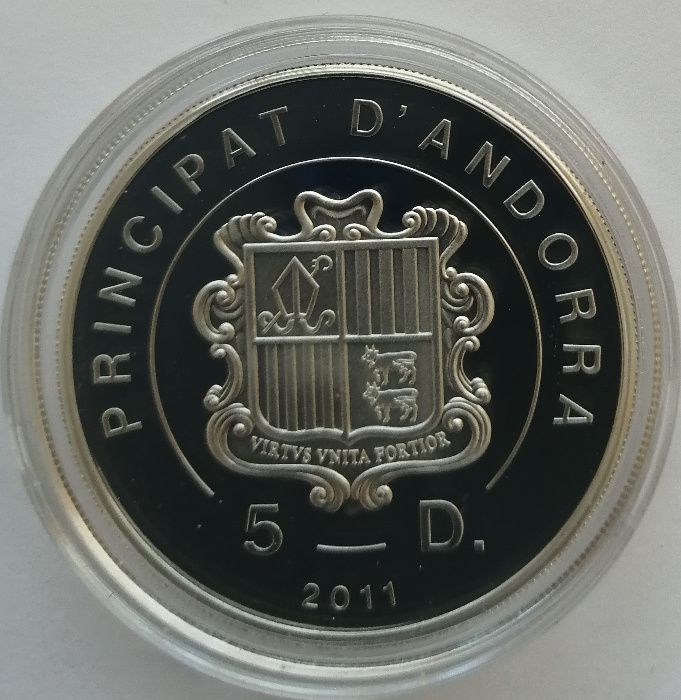 PRINCIPAT D'ANDORRA
VIRTVS VNITA FORTIOR
5 — D.
2011